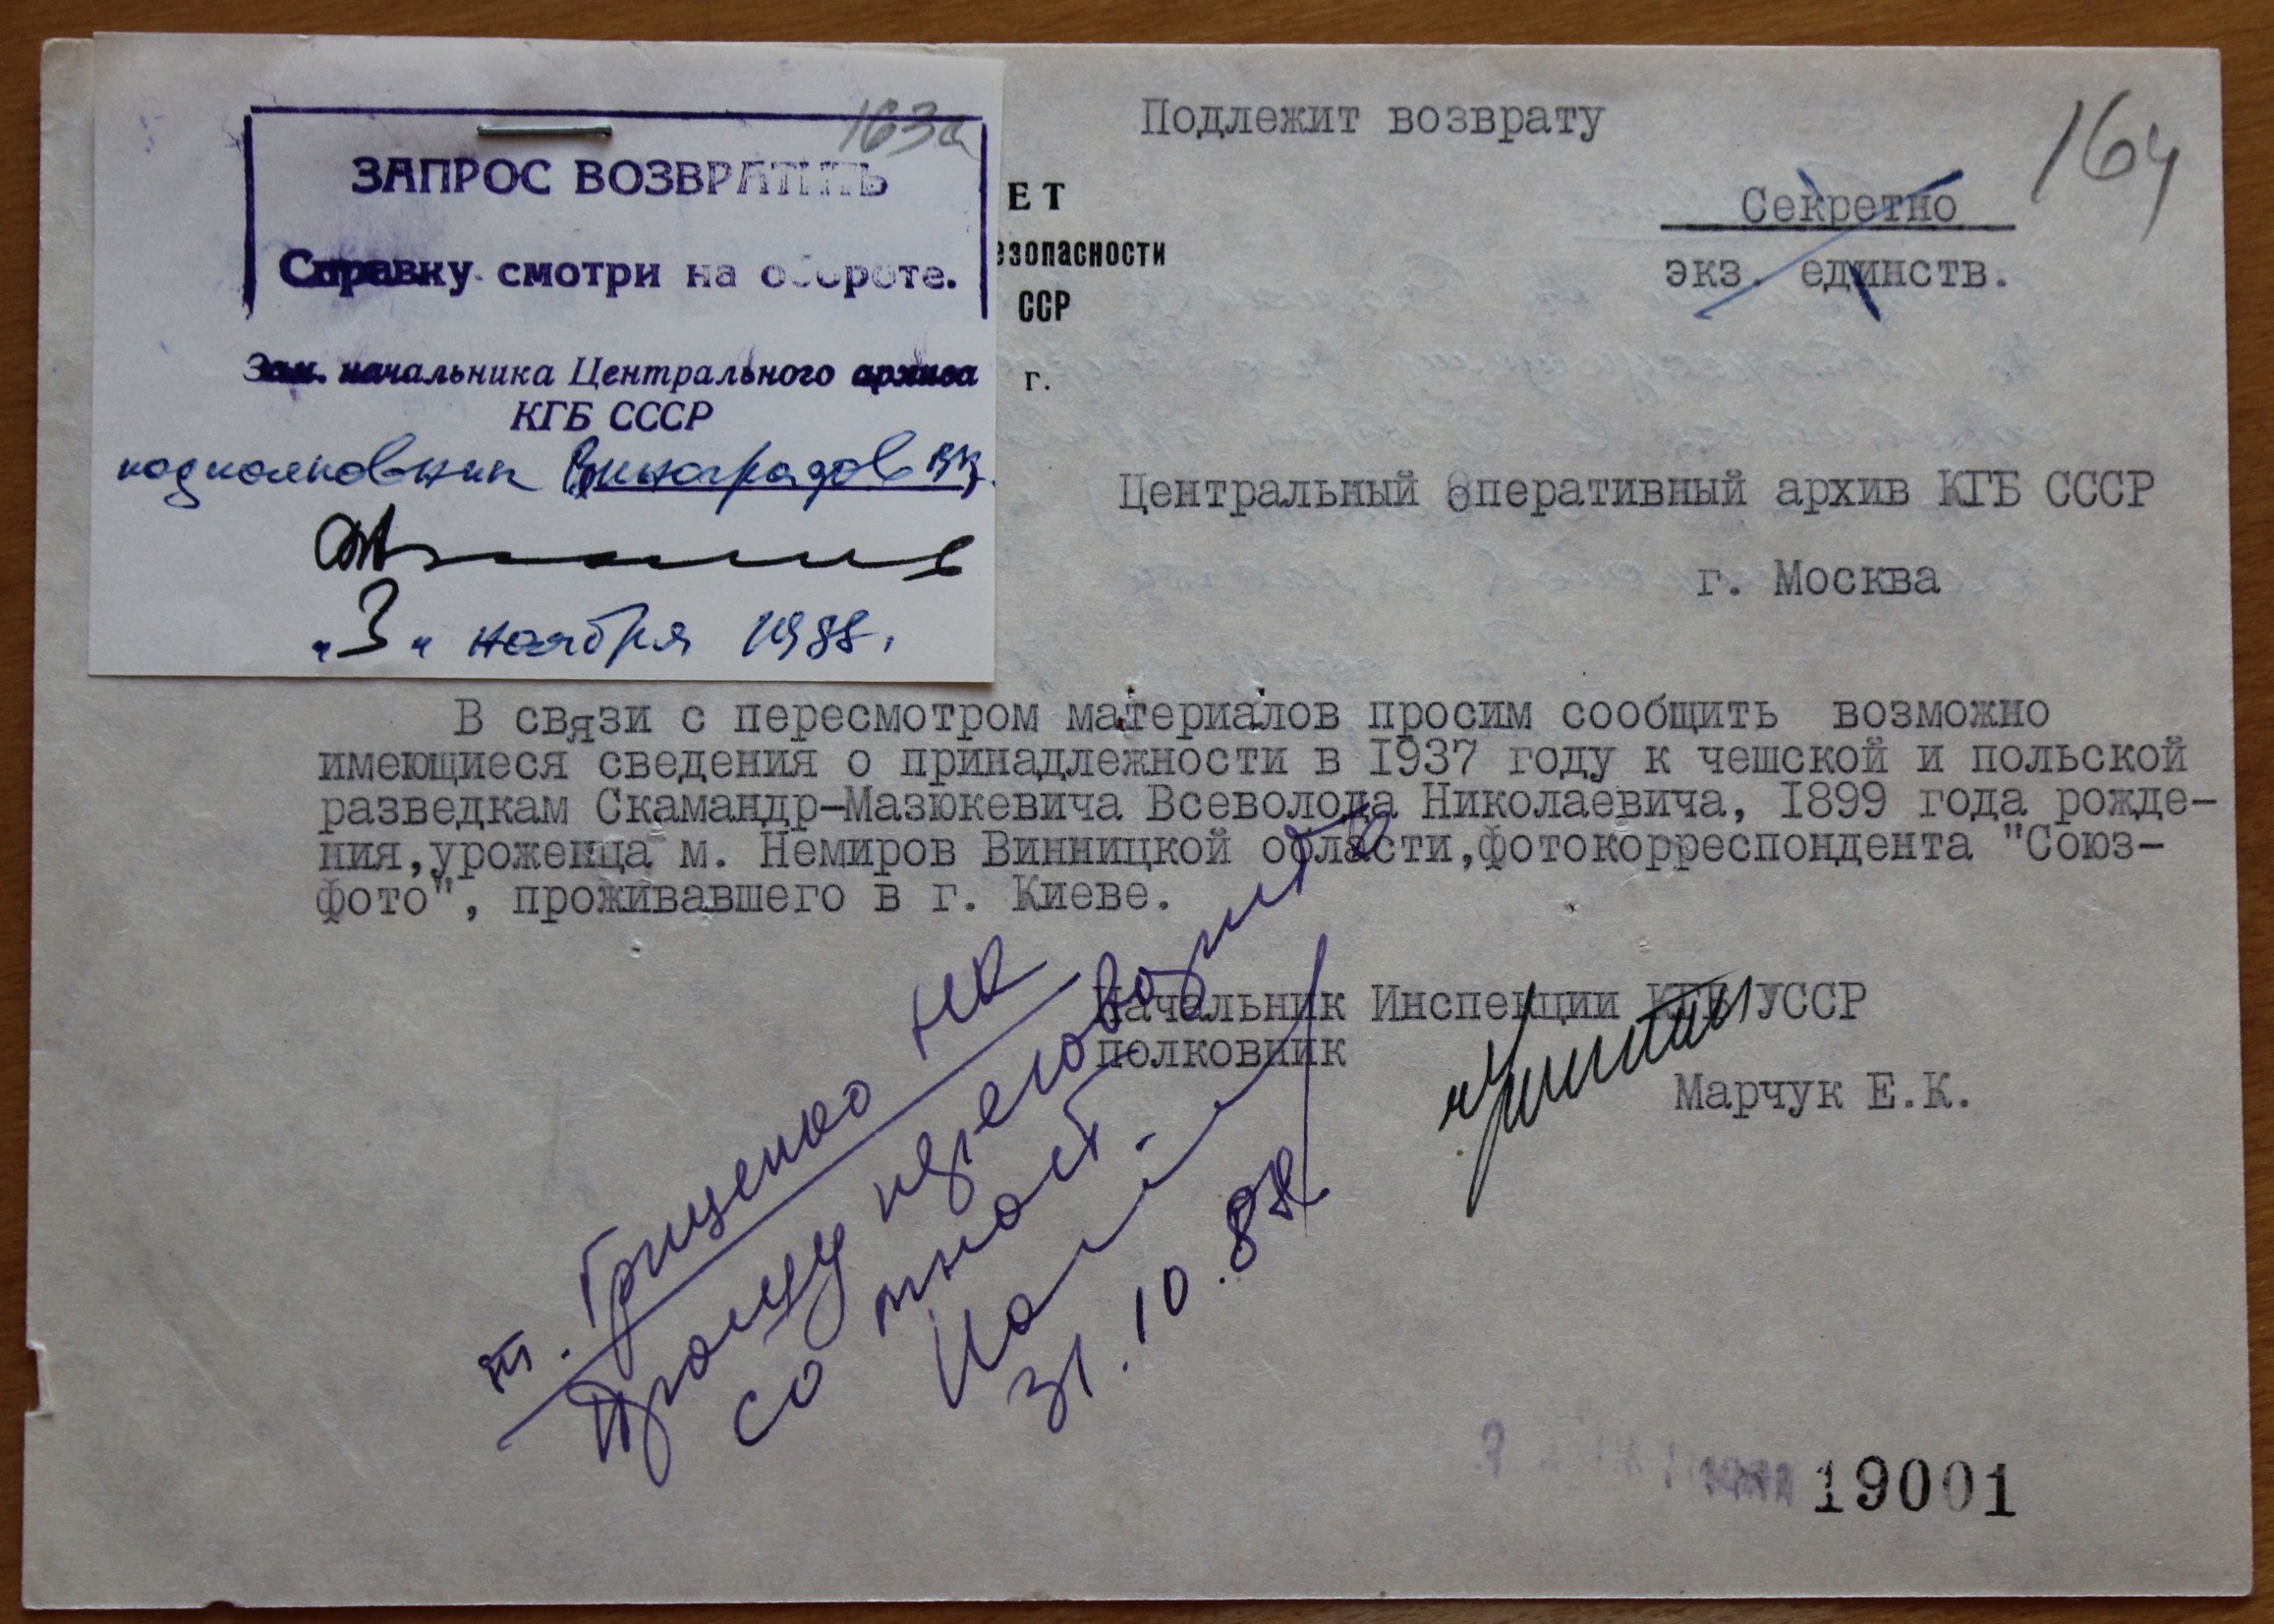 163а
ЗАПРОС ВОЗВРАТИТЬ
Справку смотри на обороте.
Зам. начальника Центрального архива
КГБ СССР
подполковник Виноградов ВК.
"3" ноября 1988.
Подлежит возврату
164
Секретно
экз. единств.
ЕТ
езопасности
ССР
г.
Центральный Оперативный архив КГБ СССР
г. Москва
В связи с пересмотром материалов просим сообщить возможно
имеющиеся сведения о принадлежности в 1937 году к чешской и польской
разведкам Скамандр-Мазюкевича Всеволода Николаевича, 1899 года рожде-
ния,уроженца м. Немиров Винницкой области,фотокорреспондента "Союз-
фото", проживавшего в г. Киеве.
Начальник Инспекции КГБ УССР
полковник
Марчук Е.К.
т. Гриценко НК
Прошу
31.10.88
19001